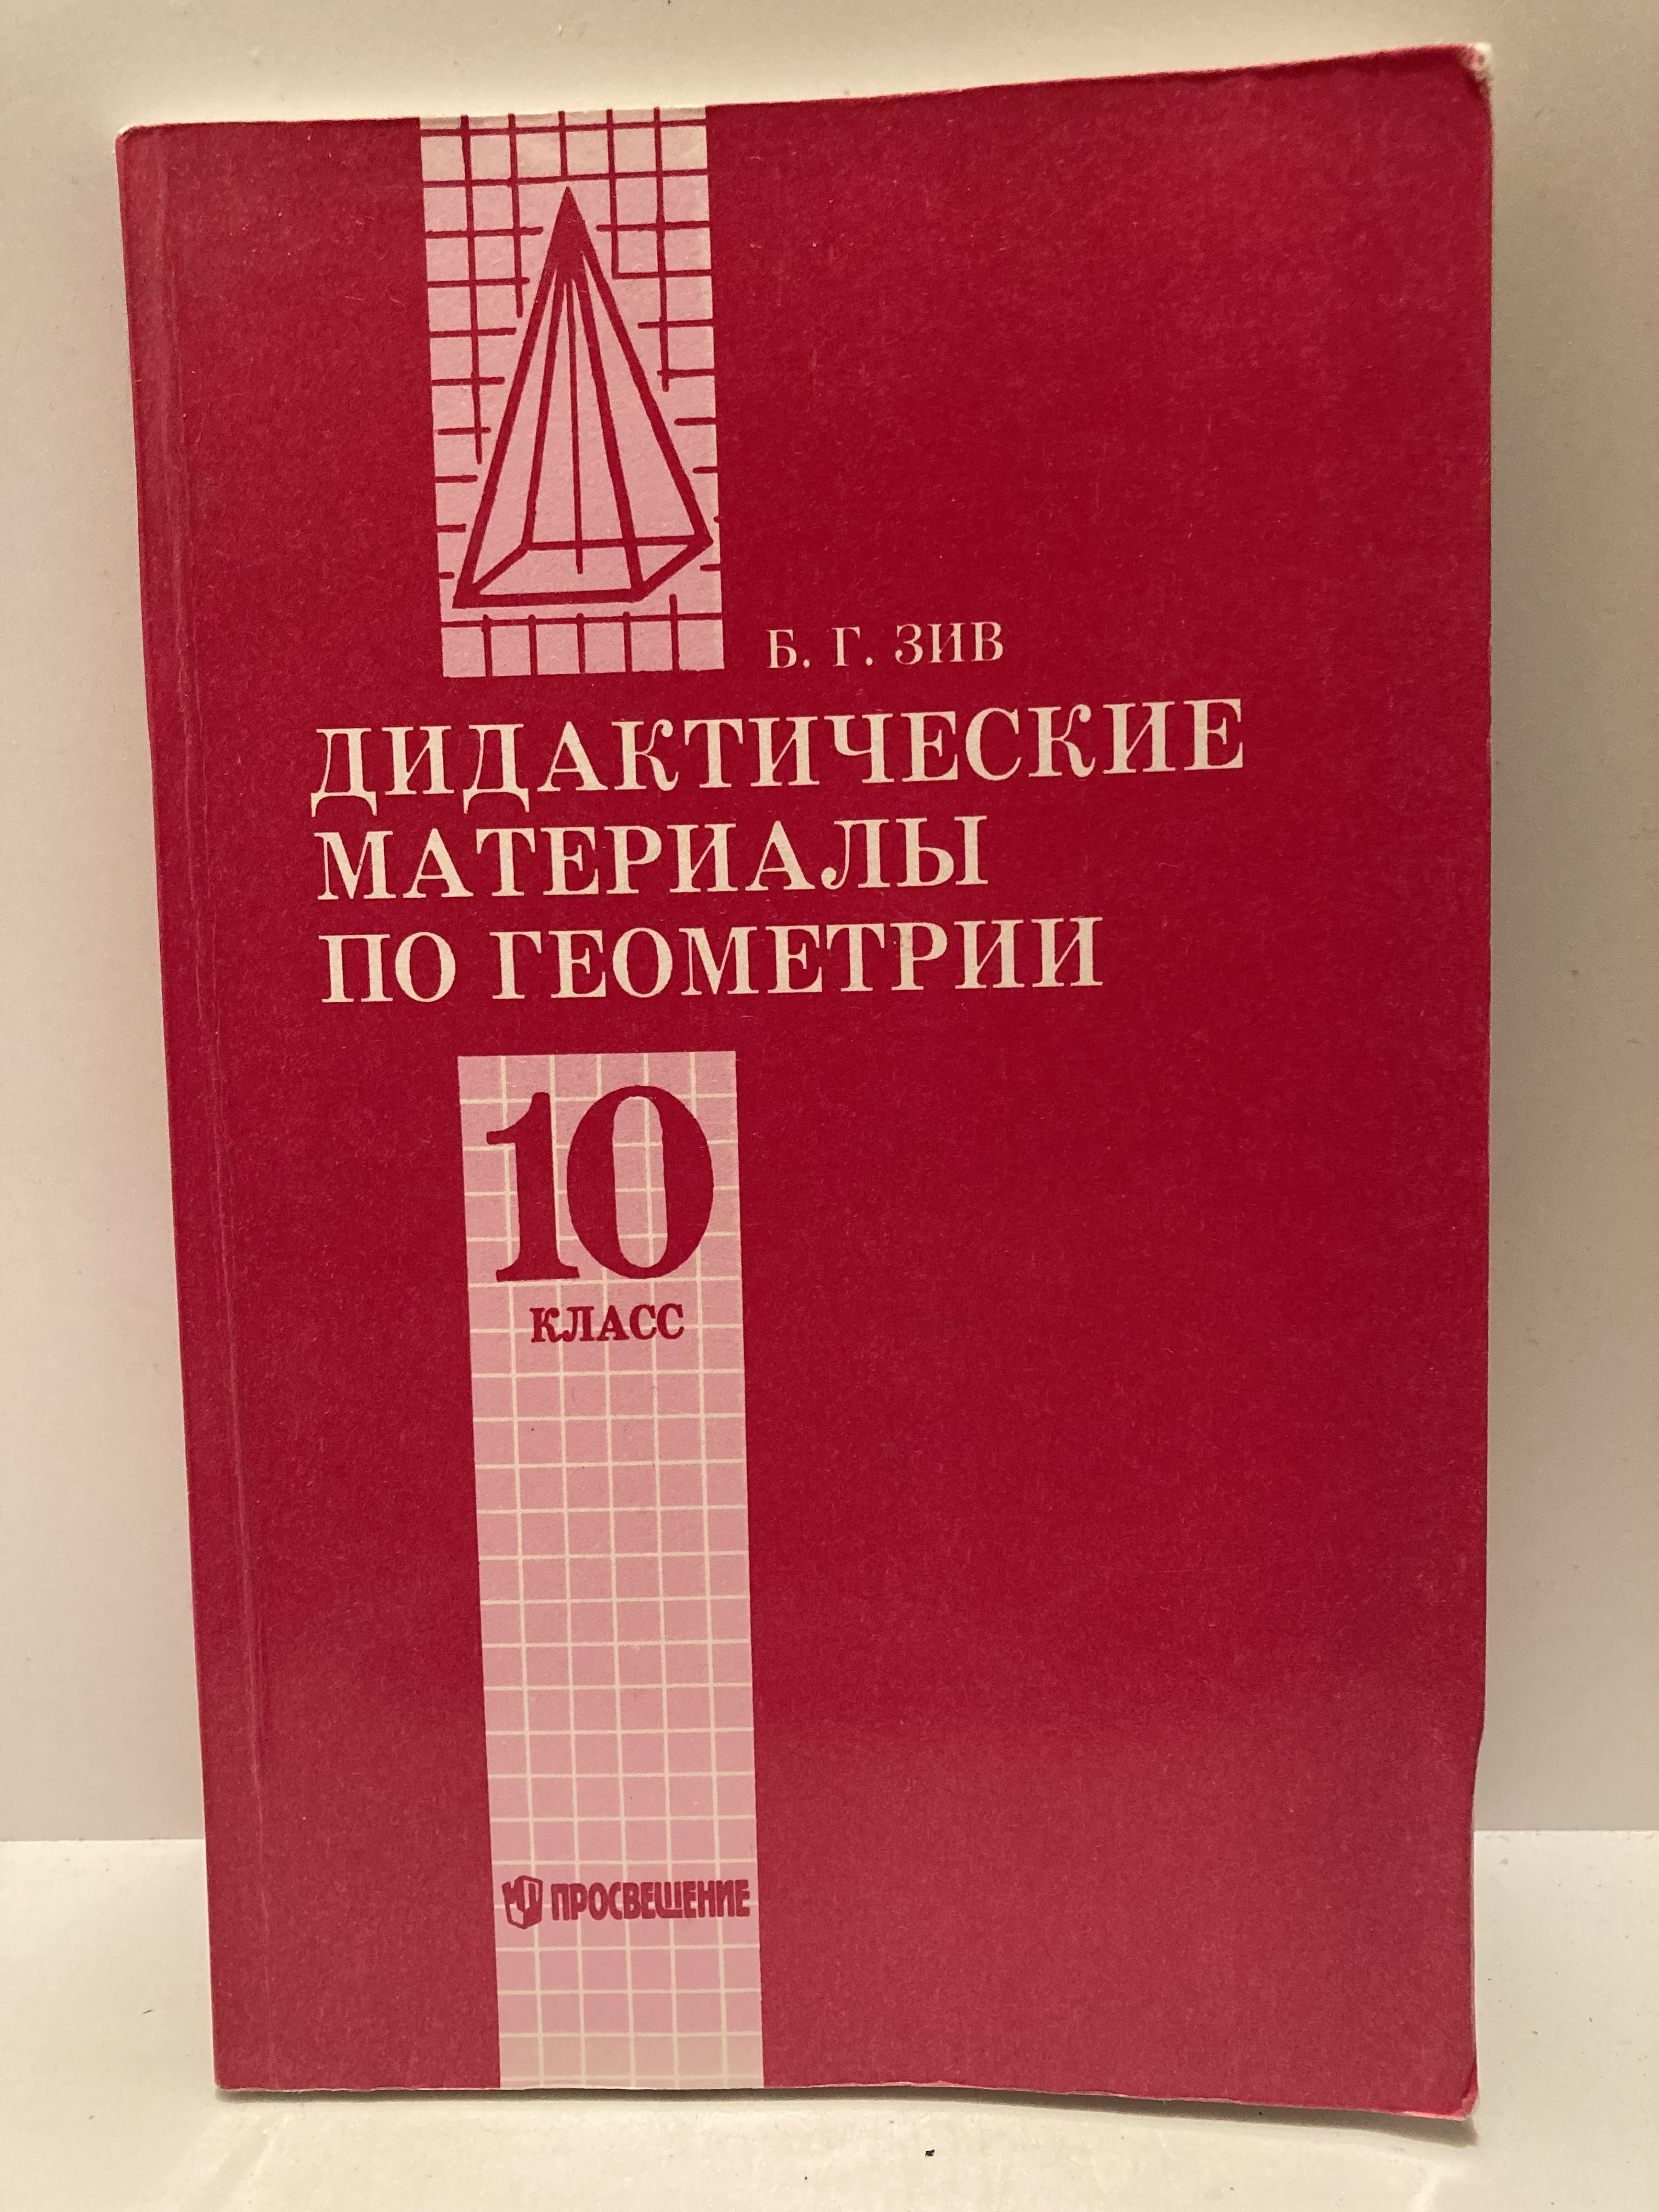 Б. Г. ЗИВ
ДИДАКТИЧЕСКИЕ
МАТЕРИАЛЫ
ПО ГЕОМЕТРИИ
10
КЛАСС
ПРОСВЕЩЕНИЕ